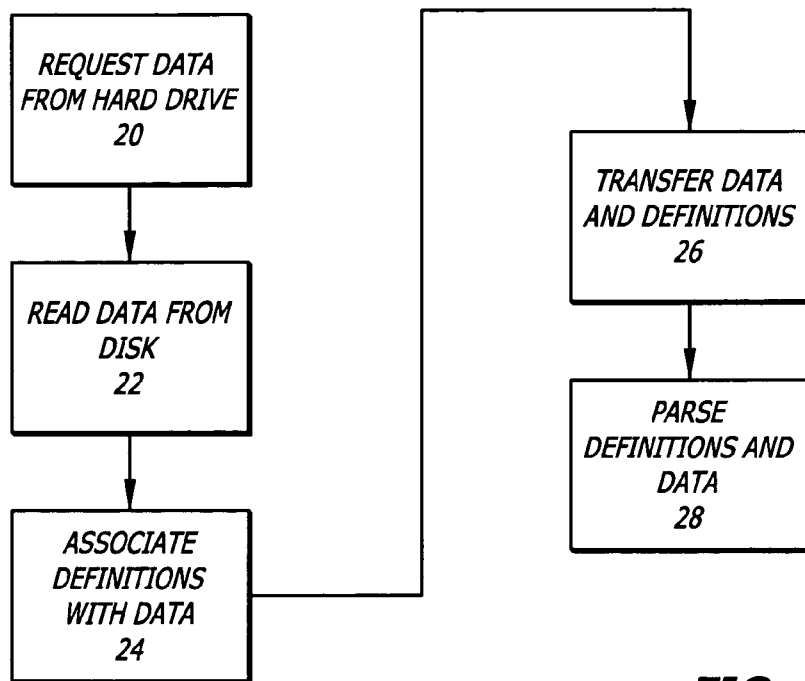 REQUEST DATA
FROM HARD DRIVE
20
READ DATA FROM
DISK
22
ASSOCIATE
DEFINITIONS
WITH DATA
24
TRANSFER DATA
AND DEFINITIONS
26
PARSE
DEFINITIONS AND
DATA
28